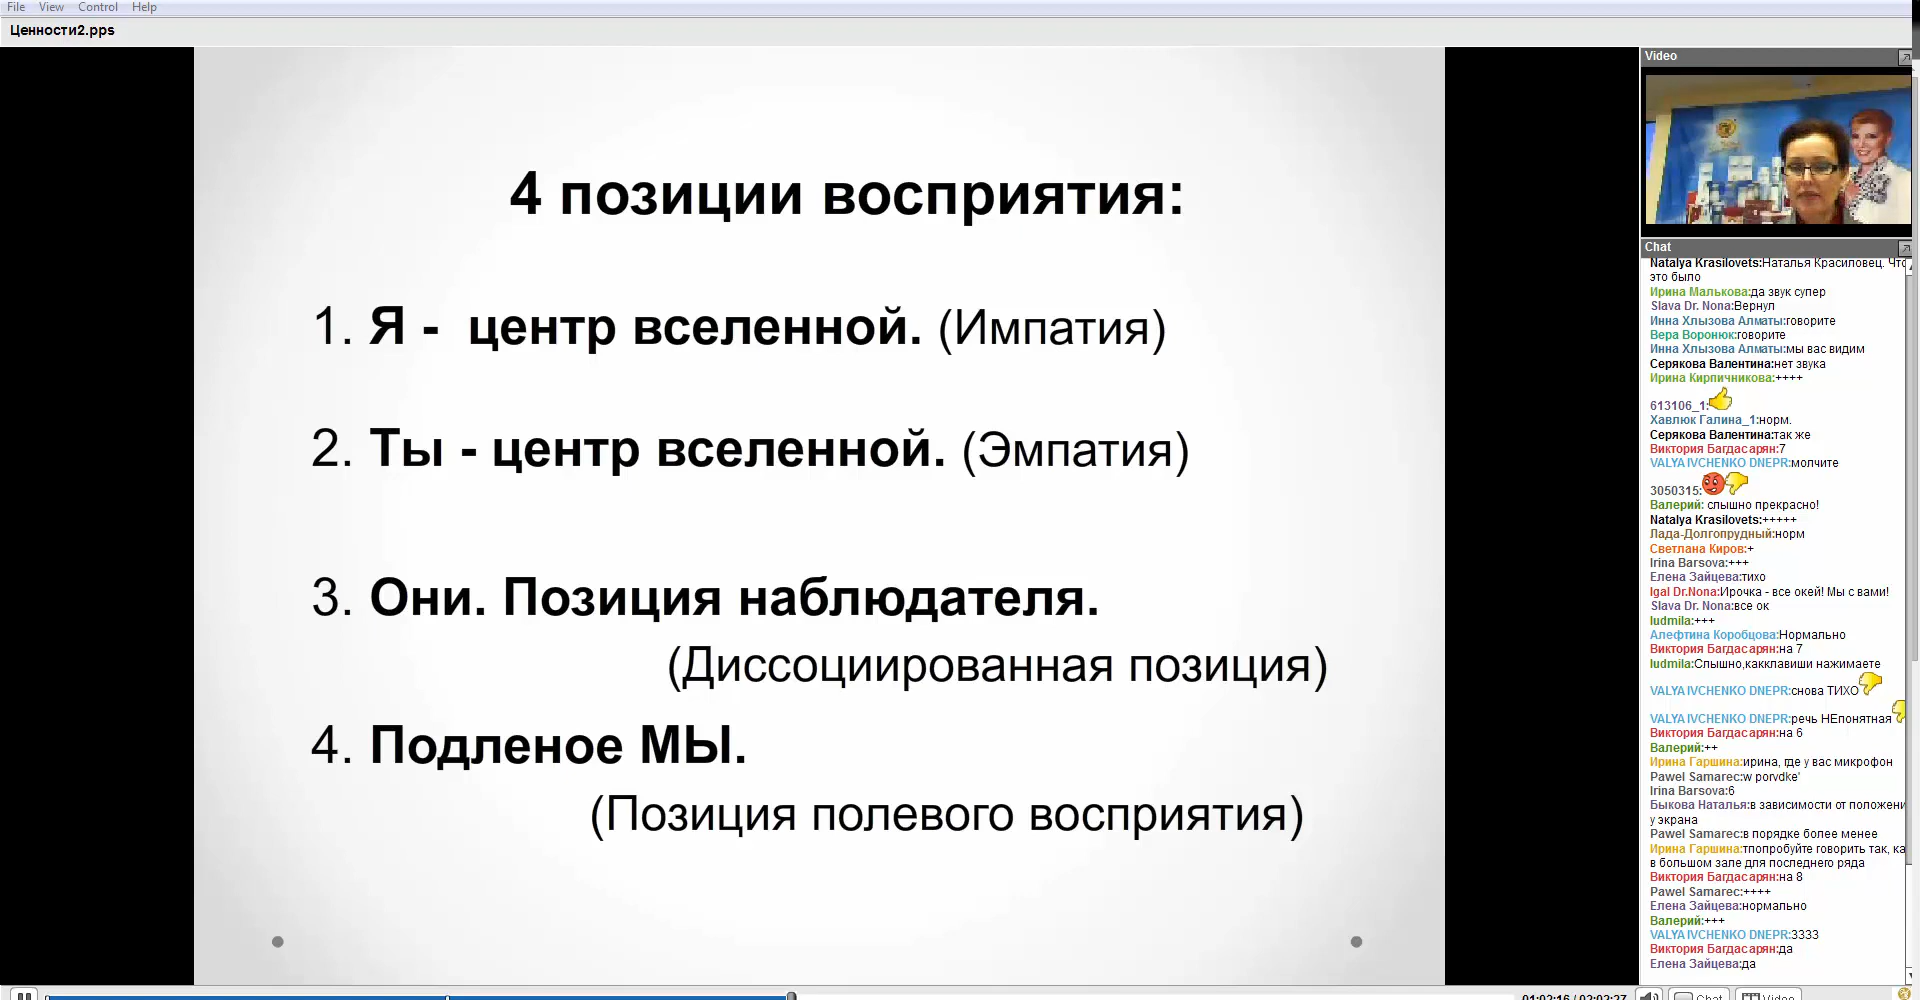 File View Control Help
Ценности2.pps
4 позиции восприятия:
1. Я - центр вселенной. (Импатия)
2. Ты - центр вселенной. (Эмпатия)
3. Они. Позиция наблюдателя.
(Диссоциированная позиция)
4. Подленое МЫ.
(Позиция полевого восприятия)
Video
Chat
Natalya Krasilovets:Наталья Красиловец. Что
это было
Ирина Малькова:да звук супер
Slava Dr. Nona:Вернул
Инна Хлызова Алматы:говорите
Вера Воронюк:говорите
Инна Хлызова Алматы:мы вас видим
Серякова Валентина:нет звука
Ирина Кирпичникова:++++
613106_1:
Хавлюк Галина_1:норм.
Серякова Валентина:так же
Виктория Багдасарян:7
VALYA IVCHENKO DNEPR:молчите
3050315:
Валерий: слышно прекрасно!
Natalya Krasilovets:+++++
Лада-Долгопрудный:норм
Светлана Киров:+
Irina Barsova:+++
Елена Зайцева:тихо
Igal Dr.Nona:Ирочка - все окей! Мы с вами!
Slava Dr. Nona:все ок
ludmila:+++
Алефтина Коробцова:Нормально
Виктория Багдасарян:на 7
ludmila:Слышно,какклавиши нажимаете
VALYA IVCHENKO DNEPR:снова ТИХО
VALYA IVCHENKO DNEPR:речь НЕпонятная
Виктория Багдасарян:на 6
Валерий:++
Ирина Гаршина:ирина, где у вас микрофон
Pawel Samarec:w porvdke'
Irina Barsova:6
Быкова Наталья:в зависимости от положени
у экрана
Pawel Samarec:в порядке более менее
Ирина Гаршина:тпопробуйте говорить так, ка
в большом зале для последнего ряда
Виктория Багдасарян:на 8
Pawel Samarec:++++
Елена Зайцева:нормально
Валерий:+++
VALYA IVCHENKO DNEPR:3333
Виктория Багдасарян:да
Елена Зайцева:да
01:02:16 / 02:02:27 Chat Video